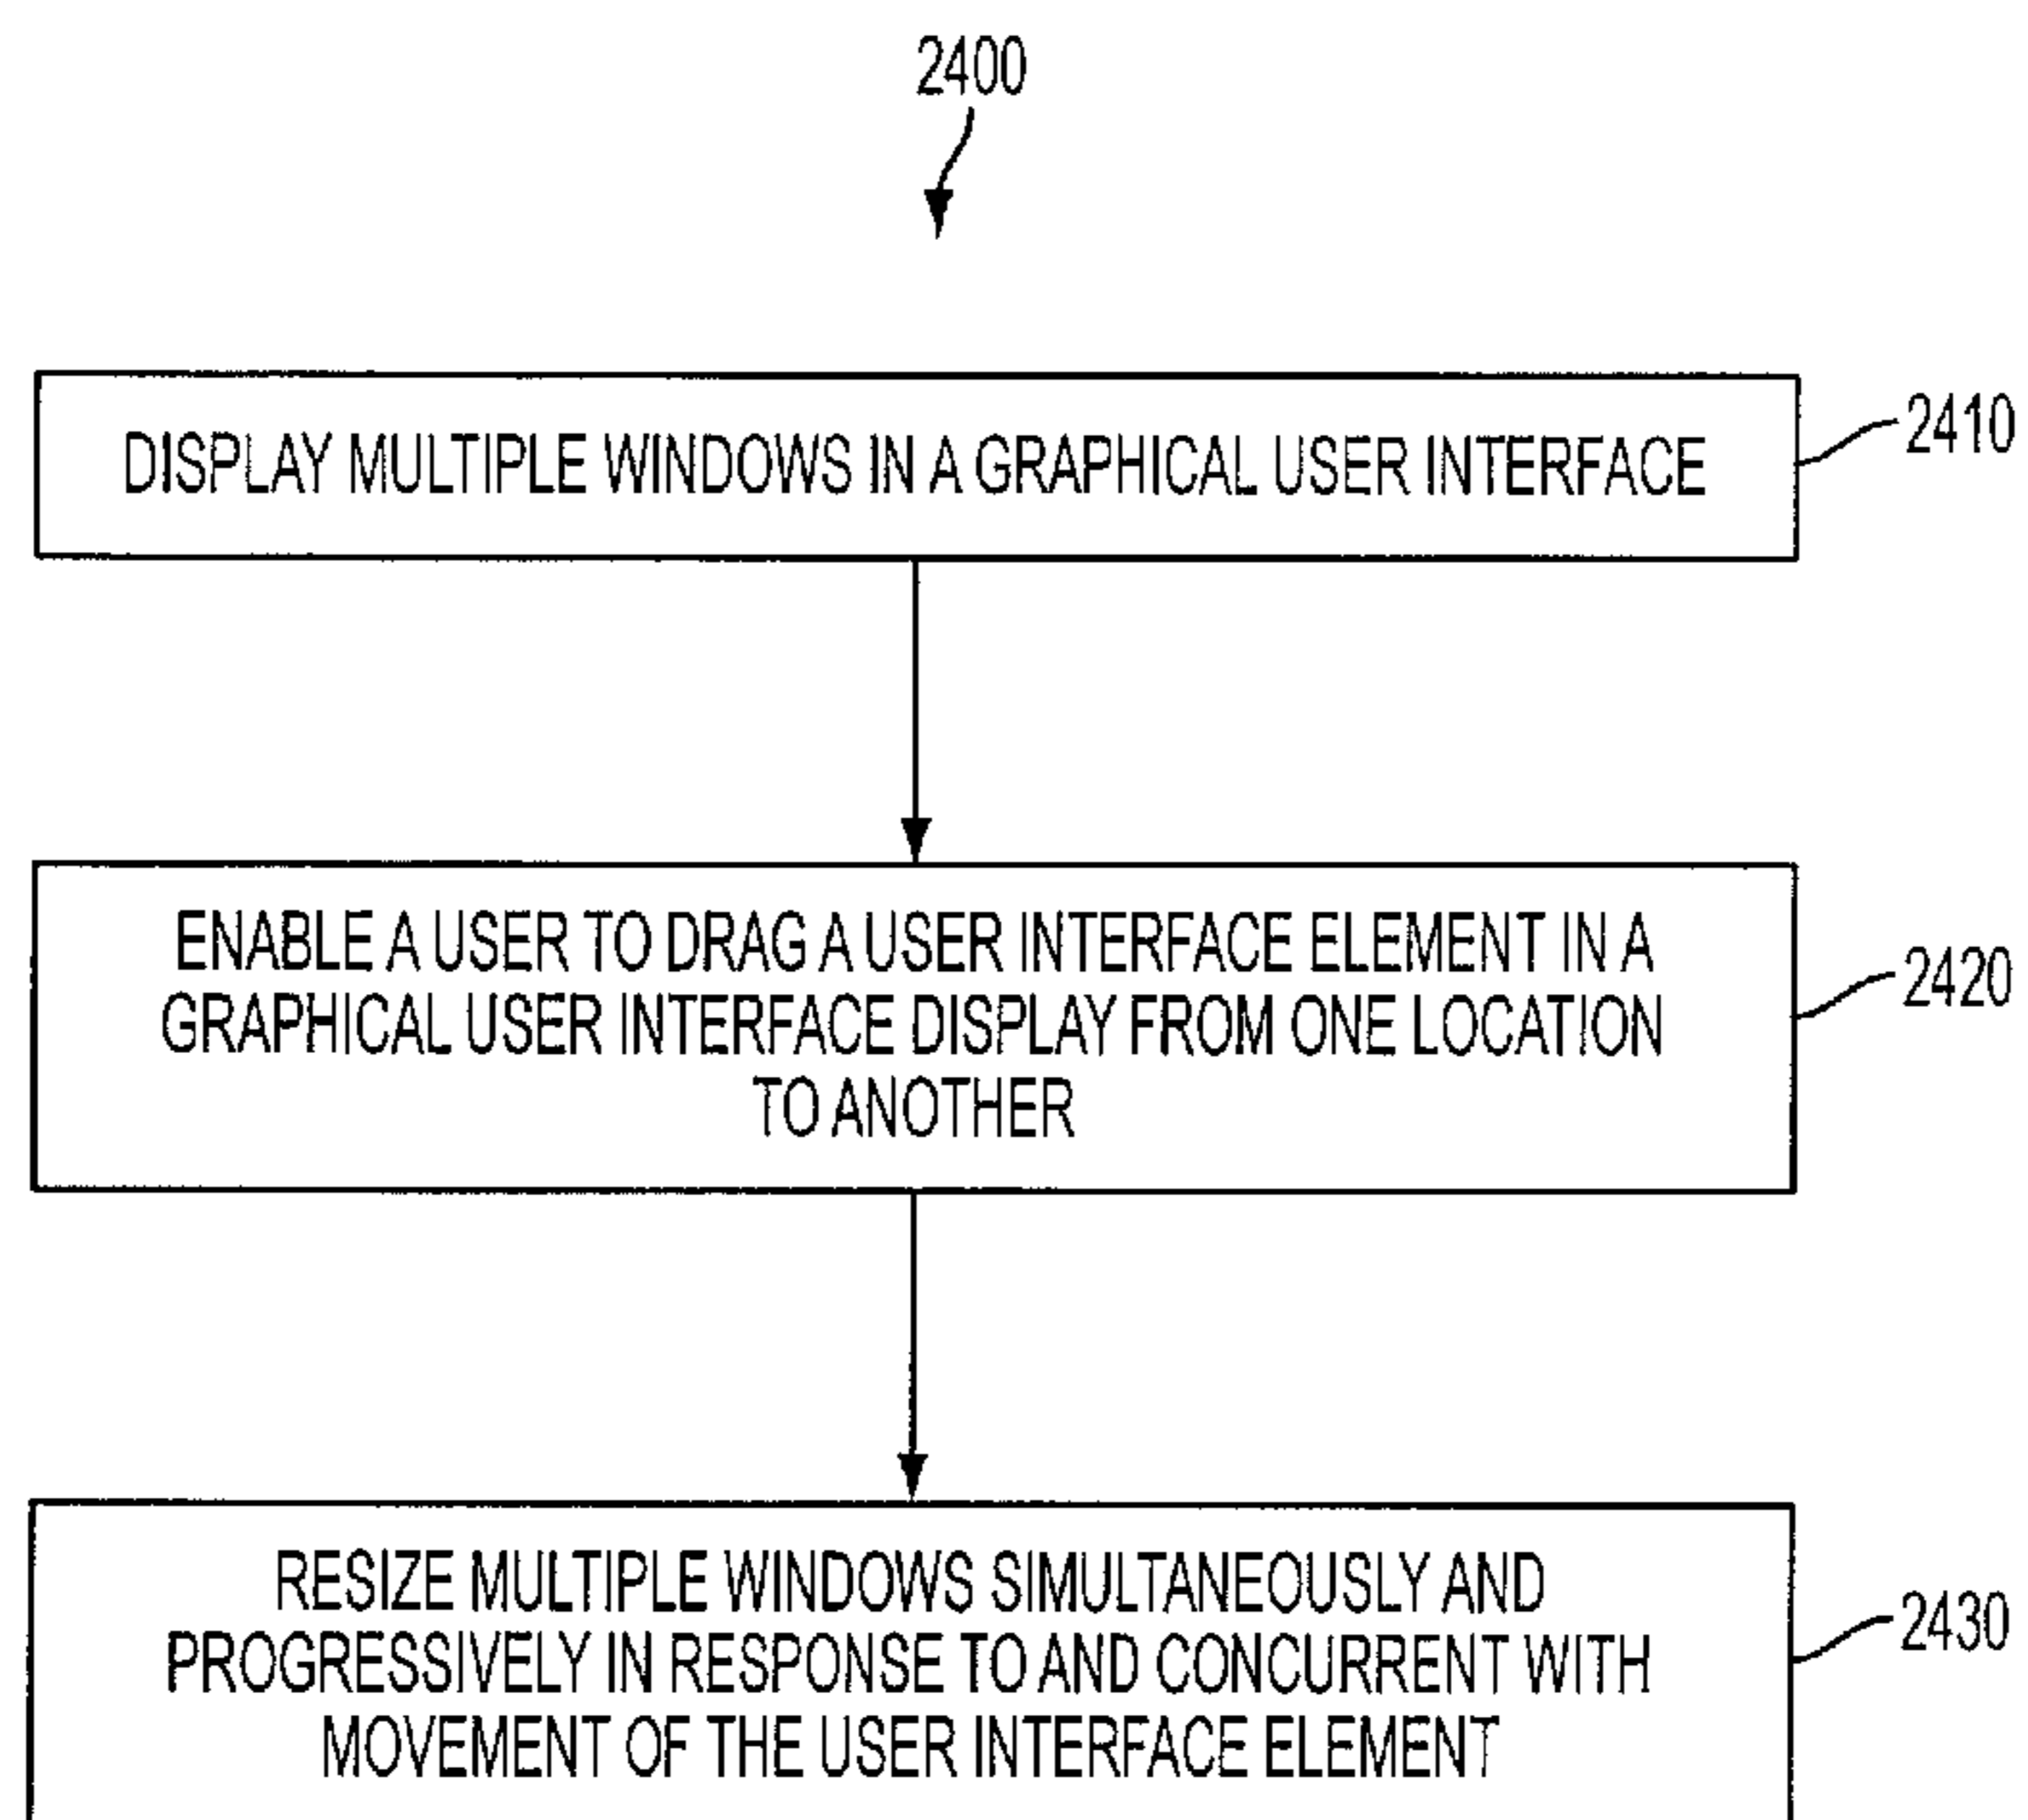 2400
DISPLAY MULTIPLE WINDOWS IN A GRAPHICAL USER INTERFACE
2410
ENABLE A USER TO DRAG A USER INTERFACE ELEMENT IN A
GRAPHICAL USER INTERFACE DISPLAY FROM ONE LOCATION
TO ANOTHER
2420
RESIZE MULTIPLE WINDOWS SIMULTANEOUSLY AND
PROGRESSIVELY IN RESPONSE TO AND CONCURRENT WITH
MOVEMENT OF THE USER INTERFACE ELEMENT
2430